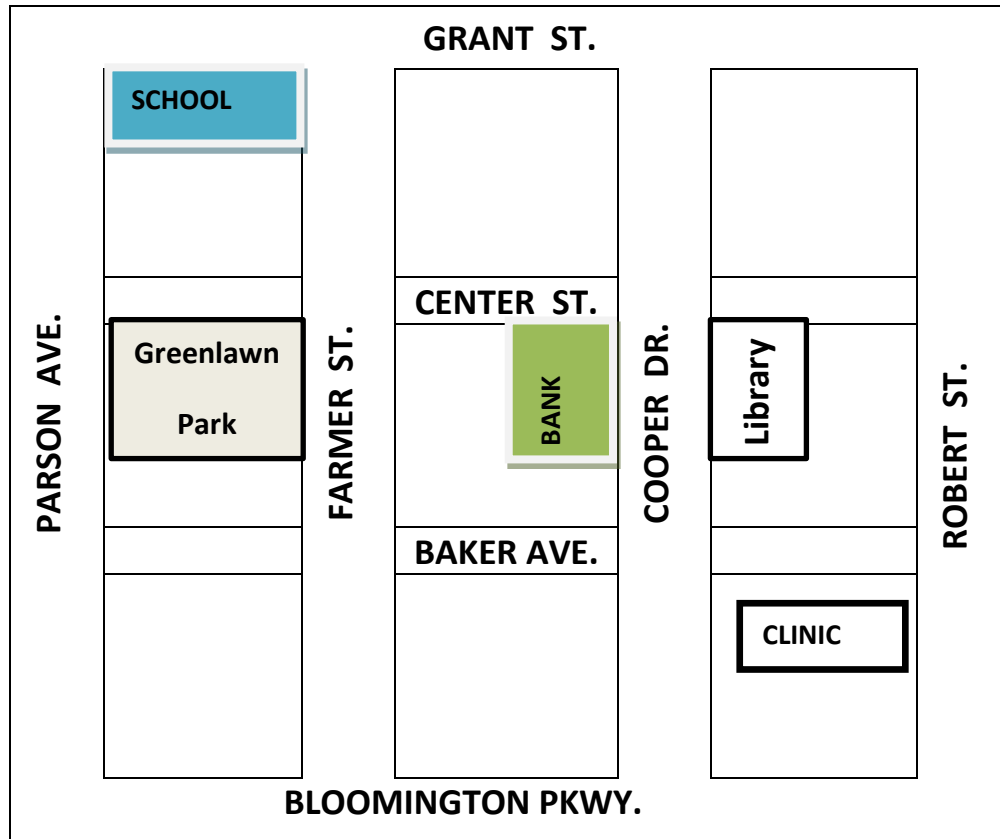 GRANT ST.
SCHOOL
CENTER ST.
PARSON AVE.
Greenlawn
Park
FARMER ST.
BANK
COOPER DR.
Library
ROBERT ST.
BAKER AVE.
CLINIC
BLOOMINGTON PKWY.